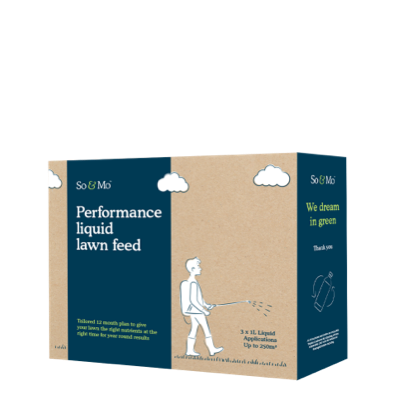 So & Mo
Performance
liquid
lawn feed
Tailored 12 month plan to give
your lawn the right nutrients at the
right time for year round results
3 x 1L Liquid
Applications
Up to 250m²
So & Mo
We dream
in green
Thank you